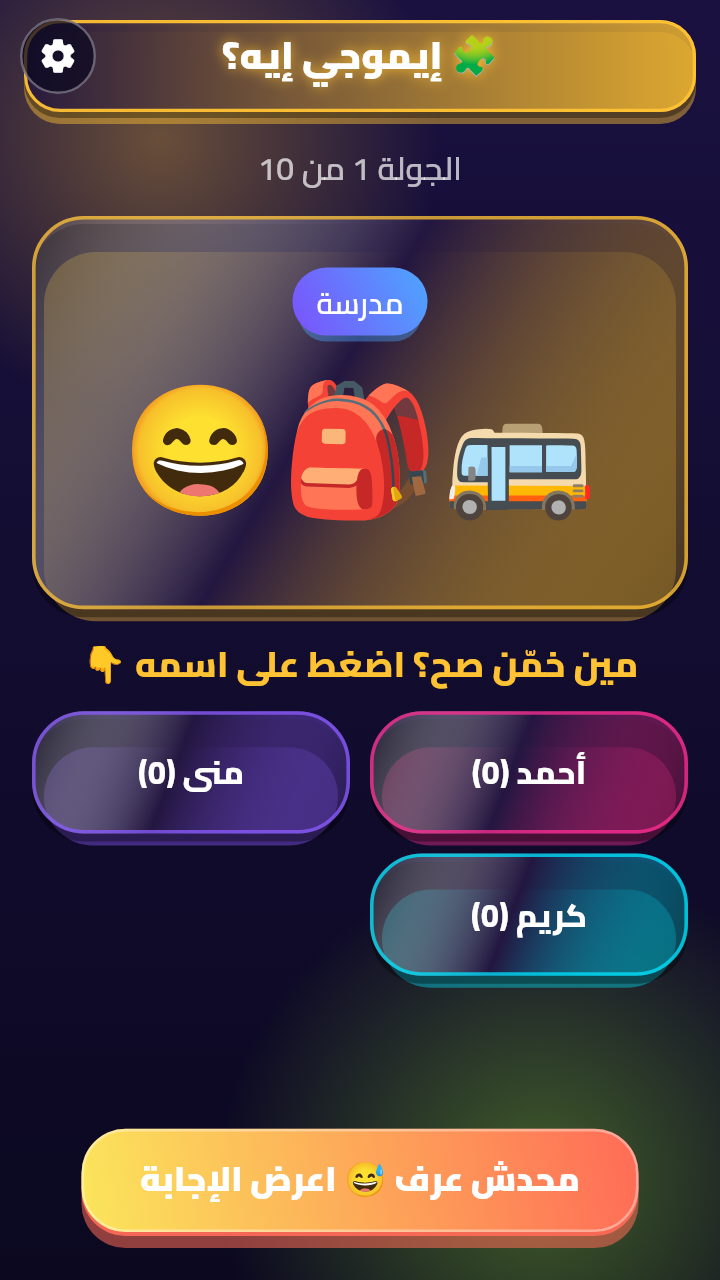 🧩 إيموجي إيه؟
الجولة 1 من 10
مدرسة
مين خمّن صح؟ اضغط على اسمه 👇
أحمد (0)
منى (0)
كريم (0)
محدش عرف 😅 اعرض الإجابة